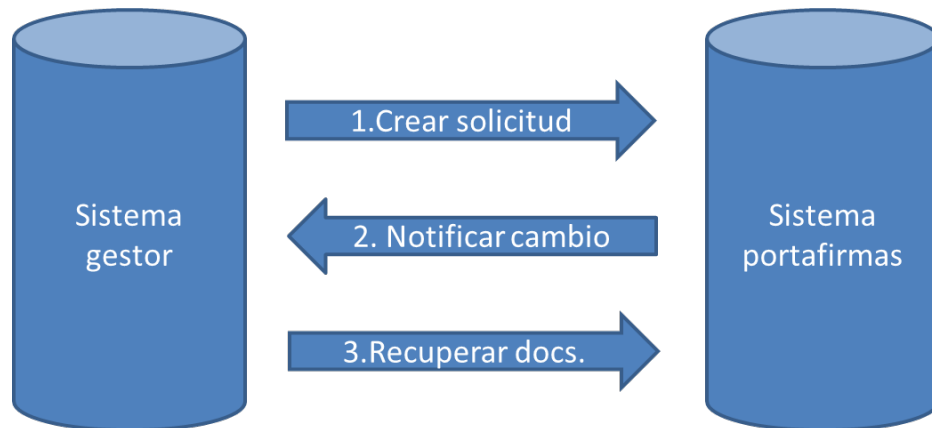 1.Crear solicitud
Sistema
gestor
2. Notificar cambio
Sistema
portafirmas
3.Recuperar docs.